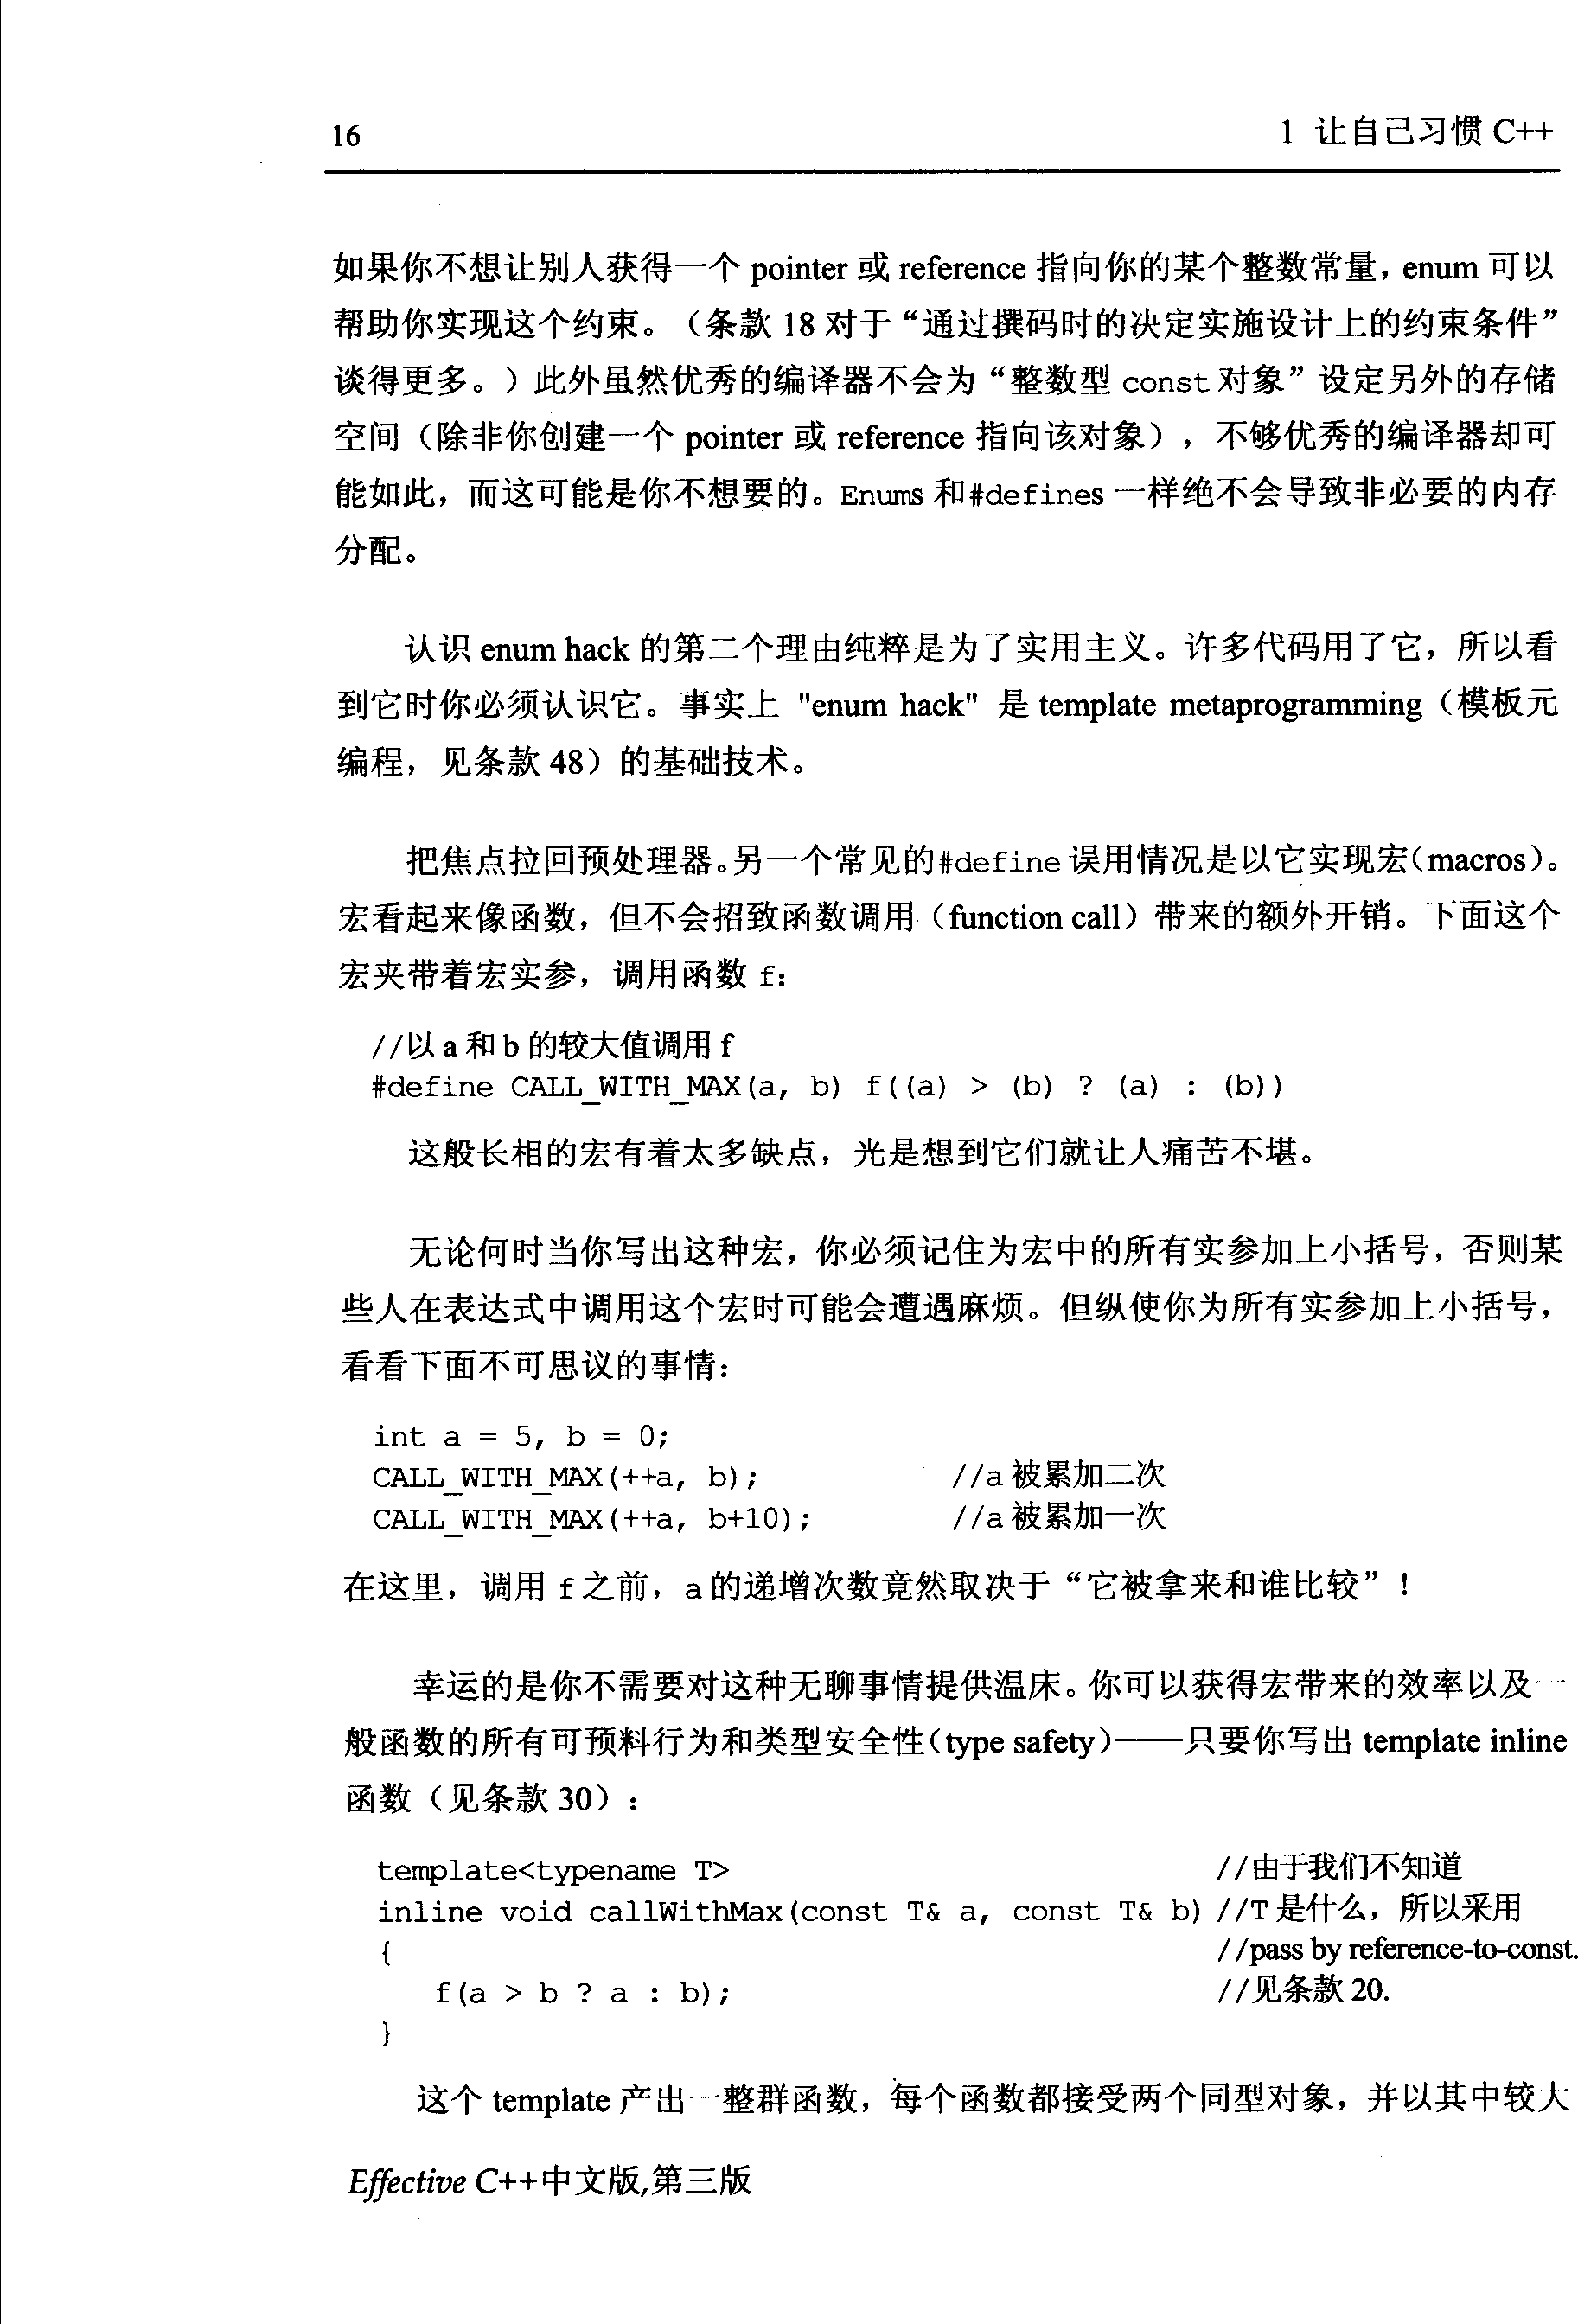 16
1 让自己习惯 C++
如果你不想让别人获得一个 pointer 或 reference 指向你的某个整数常量，enum 可以
帮助你实现这个约束。（条款 18 对于“通过撰码时的决定实施设计上的约束条件”
谈得更多。）此外虽然优秀的编译器不会为“整数型 const 对象”设定另外的存储
空间（除非你创建一个 pointer 或 reference 指向该对象），不够优秀的编译器却可
能如此，而这可能是你不想要的。Enums 和#defines 一样绝不会导致非必要的内存
分配。
认识 enum hack 的第二个理由纯粹是为了实用主义。许多代码用了它，所以看
到它时你必须认识它。事实上 "enum hack" 是 template metaprogramming（模板元
编程，见条款 48）的基础技术。
把焦点拉回预处理器。另一个常见的#define 误用情况是以它实现宏（macros）。
宏看起来像函数，但不会招致函数调用（function call）带来的额外开销。下面这个
宏夹带着宏实参，调用函数 f：
//以 a 和 b 的较大值调用 f
#define CALL_WITH_MAX(a, b) f((a) > (b) ? (a) : (b))
这般长相的宏有着太多缺点，光是想到它们就让人痛苦不堪。
无论何时当你写出这种宏，你必须记住为宏中的所有实参加上小括号，否则某
些人在表达式中调用这个宏时可能会遭遇麻烦。但纵使你为所有实参加上小括号，
看看下面不可思议的事情：
int a = 5, b = 0;
CALL_WITH_MAX(++a, b); //a 被累加二次
CALL_WITH_MAX(++a, b+10); //a 被累加一次
在这里，调用 f 之前，a 的递增次数竟然取决于“它被拿来和谁比较”！
幸运的是你不需要对这种无聊事情提供温床。你可以获得宏带来的效率以及一
般函数的所有可预料行为和类型安全性（type safety）——只要你写出 template inline
函数（见条款 30）：
template<typename T> //由于我们不知道
inline void callWithMax(const T& a, const T& b) //T 是什么，所以采用
{ //pass by reference-to-const.
f(a > b ? a : b); //见条款 20.
}
这个 template 产出一整群函数，每个函数都接受两个同型对象，并以其中较大
Effective C++中文版,第三版